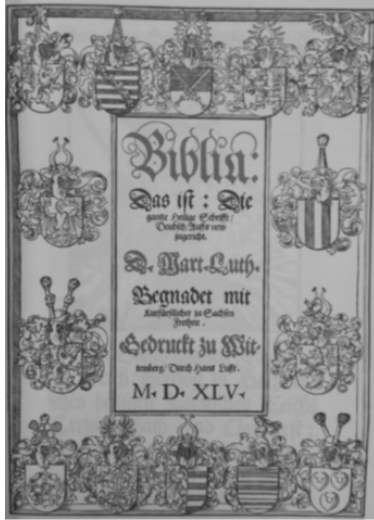 Biblia:
Das ist: Die
gantze Heilige Schrifft/
Deudsch/ Auffs new
zugericht.
D. Mart. Luth.
Begnadet mit
Kurfürstlicher zu Sachsen
Freiheit.
Gedruckt zu Wit-
temberg/ Durch Hans Lufft.
M. D. XLV.